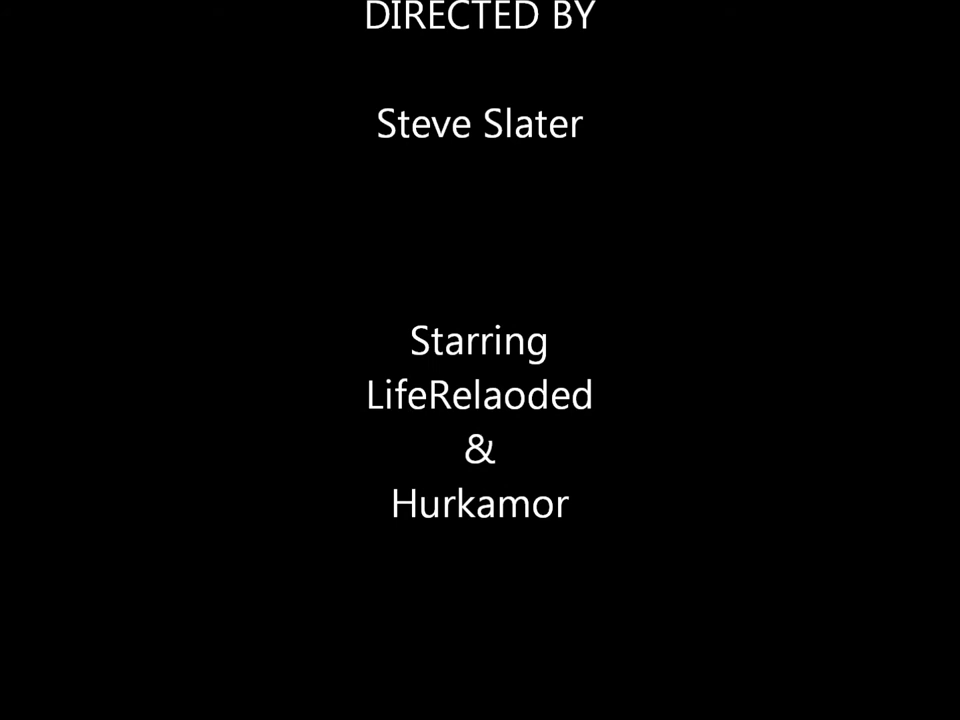 DIRECTED BY
Steve Slater
Starring
LifeRelaoded
&
Hurkamor